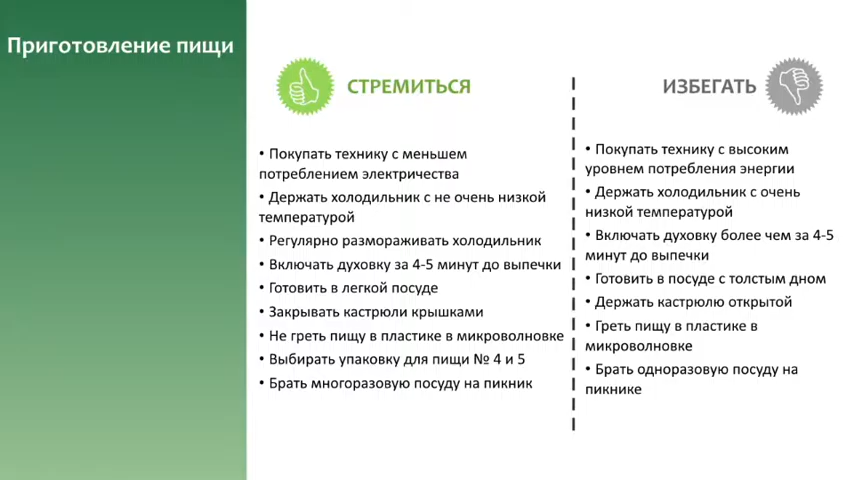 Приготовление пищи
СТРЕМИТЬСЯ
• Покупать технику с меньшем
потреблением электричества
• Держать холодильник с не очень низкой
температурой
• Регулярно размораживать холодильник
• Включать духовку за 4-5 минут до выпечки
• Готовить в легкой посуде
• Закрывать кастрюли крышками
• Не греть пищу в пластике в микроволновке
• Выбирать упаковку для пищи № 4 и 5
• Брать многоразовую посуду на пикник
ИЗБЕГАТЬ
• Покупать технику с высоким
уровнем потребления энергии
• Держать холодильник с очень
низкой температурой
• Включать духовку более чем за 4-5
минут до выпечки
• Готовить в посуде с толстым дном
• Держать кастрюлю открытой
• Греть пищу в пластике в
микроволновке
• Брать одноразовую посуду на
пикнике